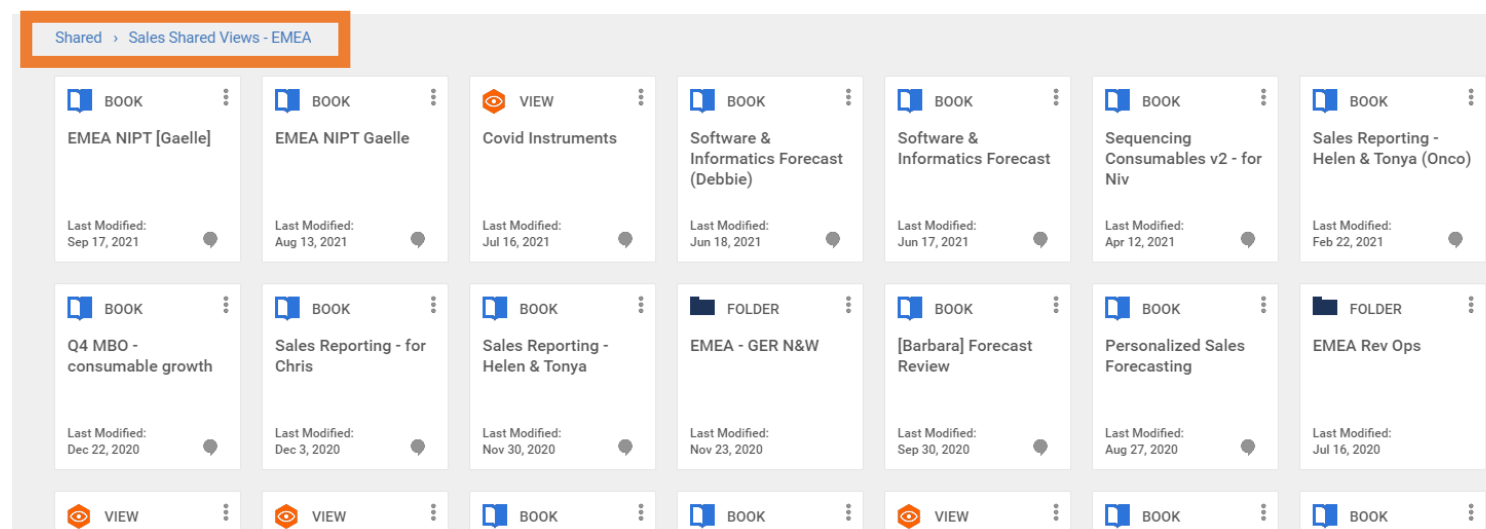 Shared › Sales Shared Views - EMEA
BOOK
EMEA NIPT [Gaelle]
Last Modified:
Sep 17, 2021
BOOK
EMEA NIPT Gaelle
Last Modified:
Aug 13, 2021
VIEW
Covid Instruments
Last Modified:
Jul 16, 2021
BOOK
Software &
Informatics Forecast
(Debbie)
Last Modified:
Jun 18, 2021
BOOK
Software &
Informatics Forecast
Last Modified:
Jun 17, 2021
BOOK
Sequencing
Consumables v2 - for
Niv
Last Modified:
Apr 12, 2021
BOOK
Sales Reporting -
Helen & Tonya (Onco)
Last Modified:
Feb 22, 2021
BOOK
Q4 MBO -
consumable growth
Last Modified:
Dec 22, 2020
BOOK
Sales Reporting - for
Chris
Last Modified:
Dec 3, 2020
BOOK
Sales Reporting -
Helen & Tonya
Last Modified:
Nov 30, 2020
FOLDER
EMEA - GER N&W
Last Modified:
Nov 23, 2020
BOOK
[Barbara] Forecast
Review
Last Modified:
Sep 30, 2020
BOOK
Personalized Sales
Forecasting
Last Modified:
Aug 27, 2020
FOLDER
EMEA Rev Ops
Last Modified:
Jul 16, 2020
VIEW
VIEW
BOOK
BOOK
VIEW
BOOK
BOOK